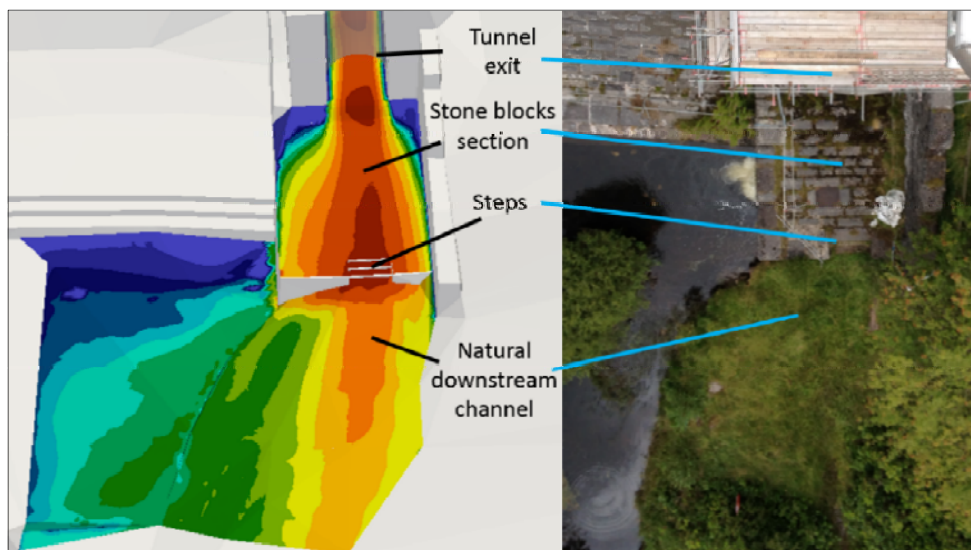 Tunnel
exit
Stone blocks
section
Steps
Natural
downstream
channel